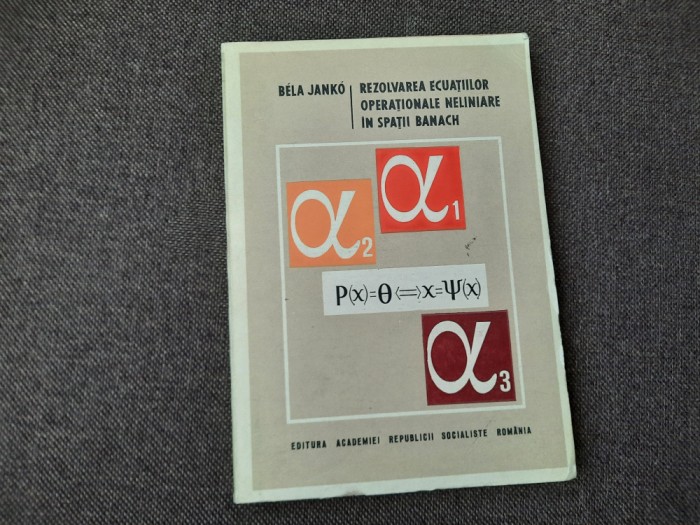 BÉLA JANKÓ
REZOLVAREA ECUAȚIILOR
OPERAȚIONALE NELINIARE
ÎN SPAȚII BANACH
α1
α2
P(x)=θ⟺x=Ψ(x)
α3
EDITURA ACADEMIEI REPUBLICII SOCIALISTE ROMÂNIA